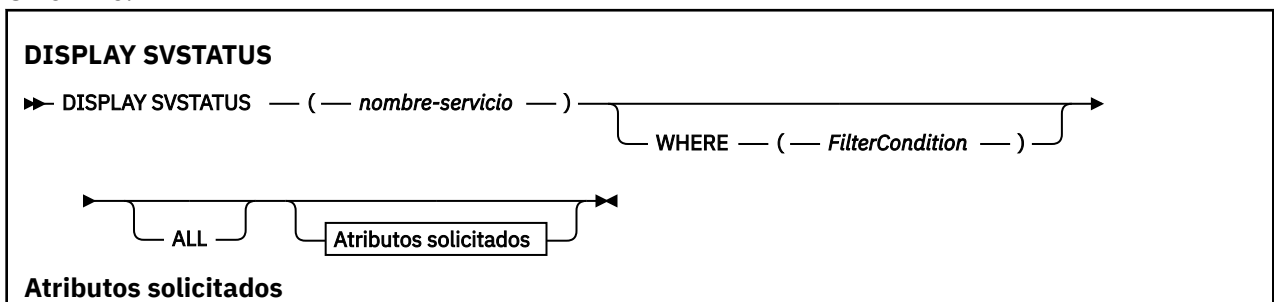 DISPLAY SVSTATUS
DISPLAY SVSTATUS ( nombre-servicio )
WHERE ( FilterCondition )
ALL Atributos solicitados
Atributos solicitados